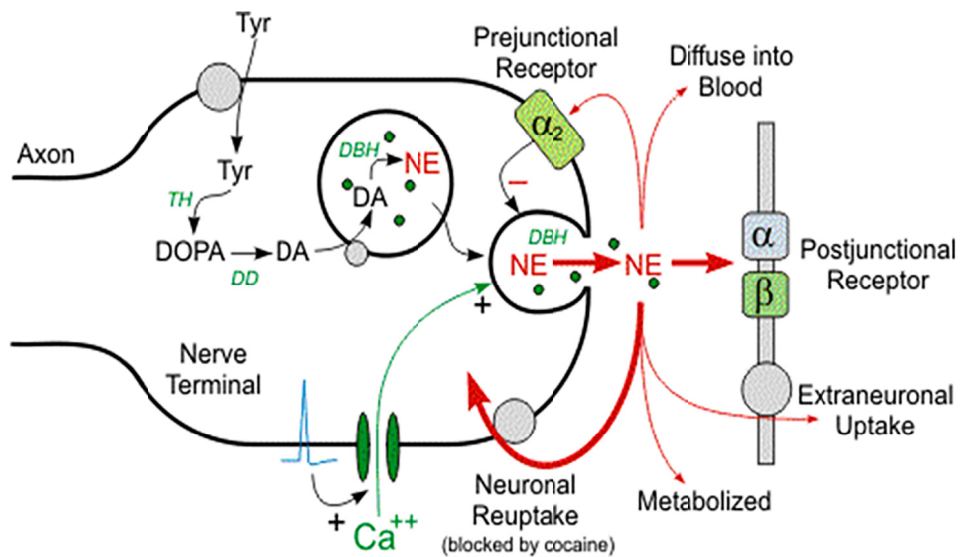 Tyr
Prejunctional
Receptor
Diffuse into
Blood
α₂
Axon
DBH
NE
Tyr
DA
TH
–
DOPA
DA
DD
DBH
NE
NE
α
β
Postjunctional
Receptor
+
Nerve
Terminal
Extraneuronal
Uptake
Neuronal
Reuptake
(blocked by cocaine)
Metabolized
+
Ca⁺⁺